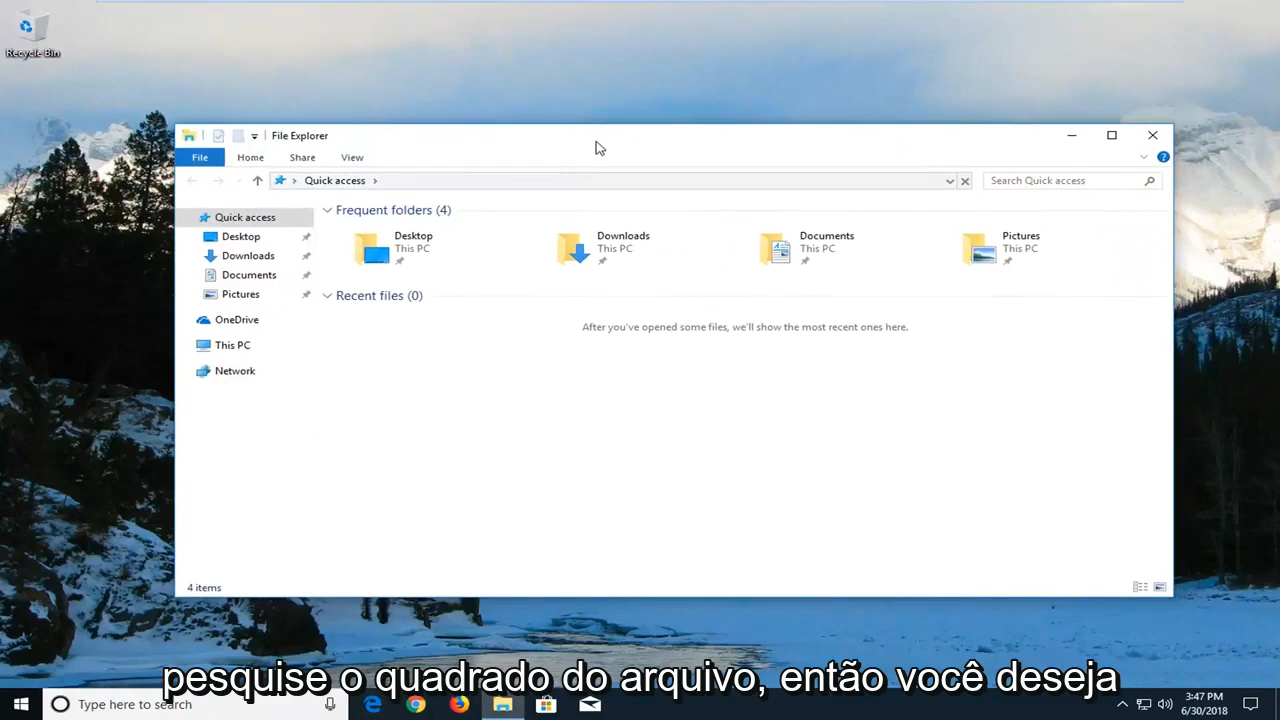 Recycle Bin
File Explorer
File Home Share View
Quick access
Search Quick access
Quick access
Desktop
Downloads
Documents
Pictures
OneDrive
This PC
Network
Frequent folders (4)
Desktop
This PC
Downloads
This PC
Documents
This PC
Pictures
This PC
Recent files (0)
After you've opened some files, we'll show the most recent ones here.
4 items
pesquise o quadrado do arquivo, então você deseja
Type here to search
3:47 PM
6/30/2018